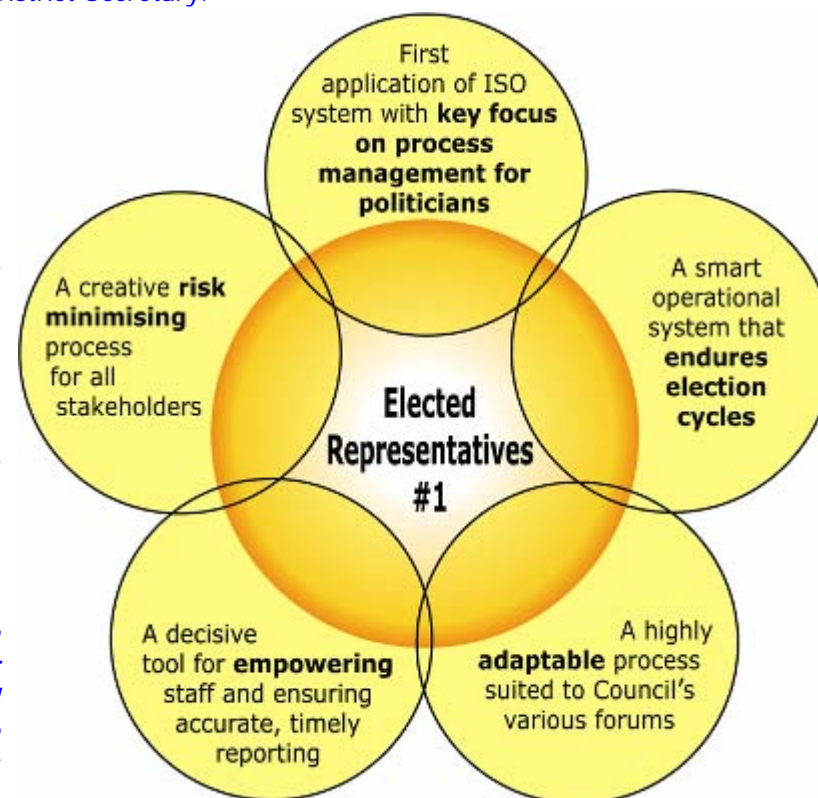 District Secretary.
First
application of ISO
system with key focus
on process
management for
politicians
A smart
operational
system that
endures
election
cycles
A creative risk
minimising
process
for all
stakeholders
Elected
Representatives
#1
A decisive
tool for empowering
staff and ensuring
accurate, timely
reporting
A highly
adaptable process
suited to Council's
various forums